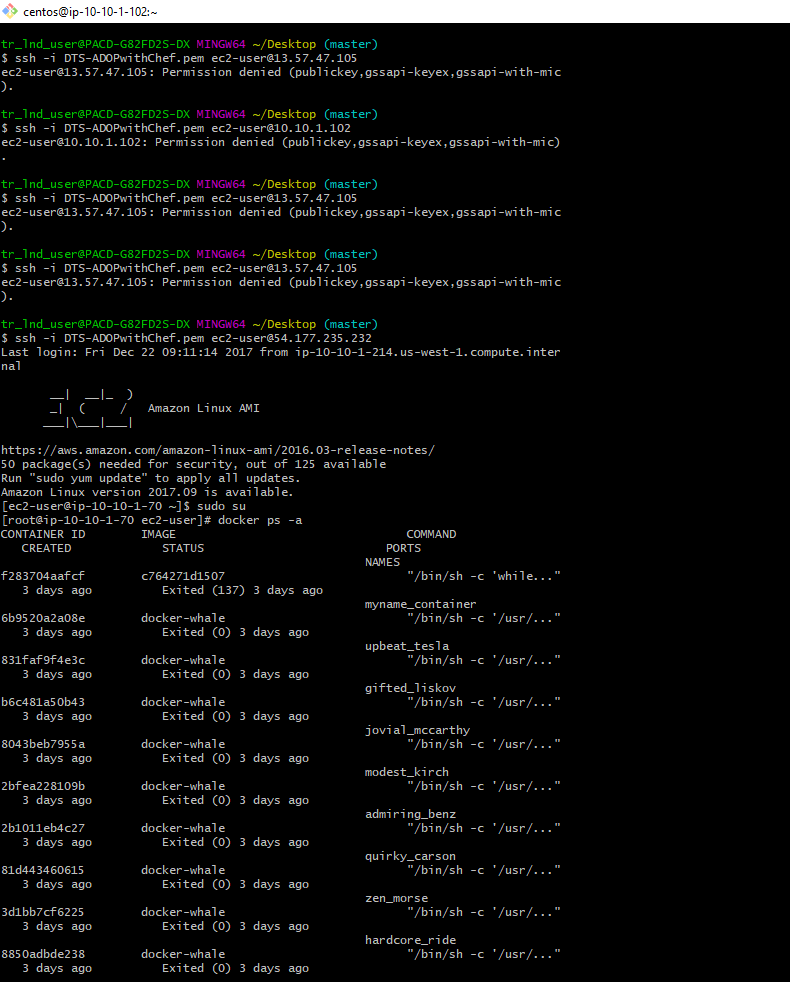 centos@ip-10-10-1-102:~
tr_lnd_user@PACD-G82FD2S-DX MINGW64 ~/Desktop (master)
$ ssh -i DTS-ADOPwithChef.pem ec2-user@13.57.47.105
ec2-user@13.57.47.105: Permission denied (publickey,gssapi-keyex,gssapi-with-mic
).
tr_lnd_user@PACD-G82FD2S-DX MINGW64 ~/Desktop (master)
$ ssh -i DTS-ADOPwithChef.pem ec2-user@10.10.1.102
ec2-user@10.10.1.102: Permission denied (publickey,gssapi-keyex,gssapi-with-mic)
.
tr_lnd_user@PACD-G82FD2S-DX MINGW64 ~/Desktop (master)
$ ssh -i DTS-ADOPwithChef.pem ec2-user@13.57.47.105
ec2-user@13.57.47.105: Permission denied (publickey,gssapi-keyex,gssapi-with-mic
).
tr_lnd_user@PACD-G82FD2S-DX MINGW64 ~/Desktop (master)
$ ssh -i DTS-ADOPwithChef.pem ec2-user@13.57.47.105
ec2-user@13.57.47.105: Permission denied (publickey,gssapi-keyex,gssapi-with-mic
).
tr_lnd_user@PACD-G82FD2S-DX MINGW64 ~/Desktop (master)
$ ssh -i DTS-ADOPwithChef.pem ec2-user@54.177.235.232
Last login: Fri Dec 22 09:11:14 2017 from ip-10-10-1-214.us-west-1.compute.inter
nal
       __|  __|_  )
       _|  (     /   Amazon Linux AMI
      ___|\___|___|
https://aws.amazon.com/amazon-linux-ami/2016.03-release-notes/
50 package(s) needed for security, out of 125 available
Run "sudo yum update" to apply all updates.
Amazon Linux version 2017.09 is available.
[ec2-user@ip-10-10-1-70 ~]$ sudo su
[root@ip-10-10-1-70 ec2-user]# docker ps -a
CONTAINER ID        IMAGE                                 COMMAND
   CREATED             STATUS                          PORTS
                                                    NAMES
f283704aafcf        c764271d1507                          "/bin/sh -c 'while..."
   3 days ago          Exited (137) 3 days ago
                                                    myname_container
6b9520a2a08e        docker-whale                          "/bin/sh -c '/usr/..."
   3 days ago          Exited (0) 3 days ago
                                                    upbeat_tesla
831faf9f4e3c        docker-whale                          "/bin/sh -c '/usr/..."
   3 days ago          Exited (0) 3 days ago
                                                    gifted_liskov
b6c481a50b43        docker-whale                          "/bin/sh -c '/usr/..."
   3 days ago          Exited (0) 3 days ago
                                                    jovial_mccarthy
8043beb7955a        docker-whale                          "/bin/sh -c '/usr/..."
   3 days ago          Exited (0) 3 days ago
                                                    modest_kirch
2bfea228109b        docker-whale                          "/bin/sh -c '/usr/..."
   3 days ago          Exited (0) 3 days ago
                                                    admiring_benz
2b1011eb4c27        docker-whale                          "/bin/sh -c '/usr/..."
   3 days ago          Exited (0) 3 days ago
                                                    quirky_carson
81d443460615        docker-whale                          "/bin/sh -c '/usr/..."
   3 days ago          Exited (0) 3 days ago
                                                    zen_morse
3d1bb7cf6225        docker-whale                          "/bin/sh -c '/usr/..."
   3 days ago          Exited (0) 3 days ago
                                                    hardcore_ride
8850adbde238        docker-whale                          "/bin/sh -c '/usr/..."
   3 days ago          Exited (0) 3 days ago